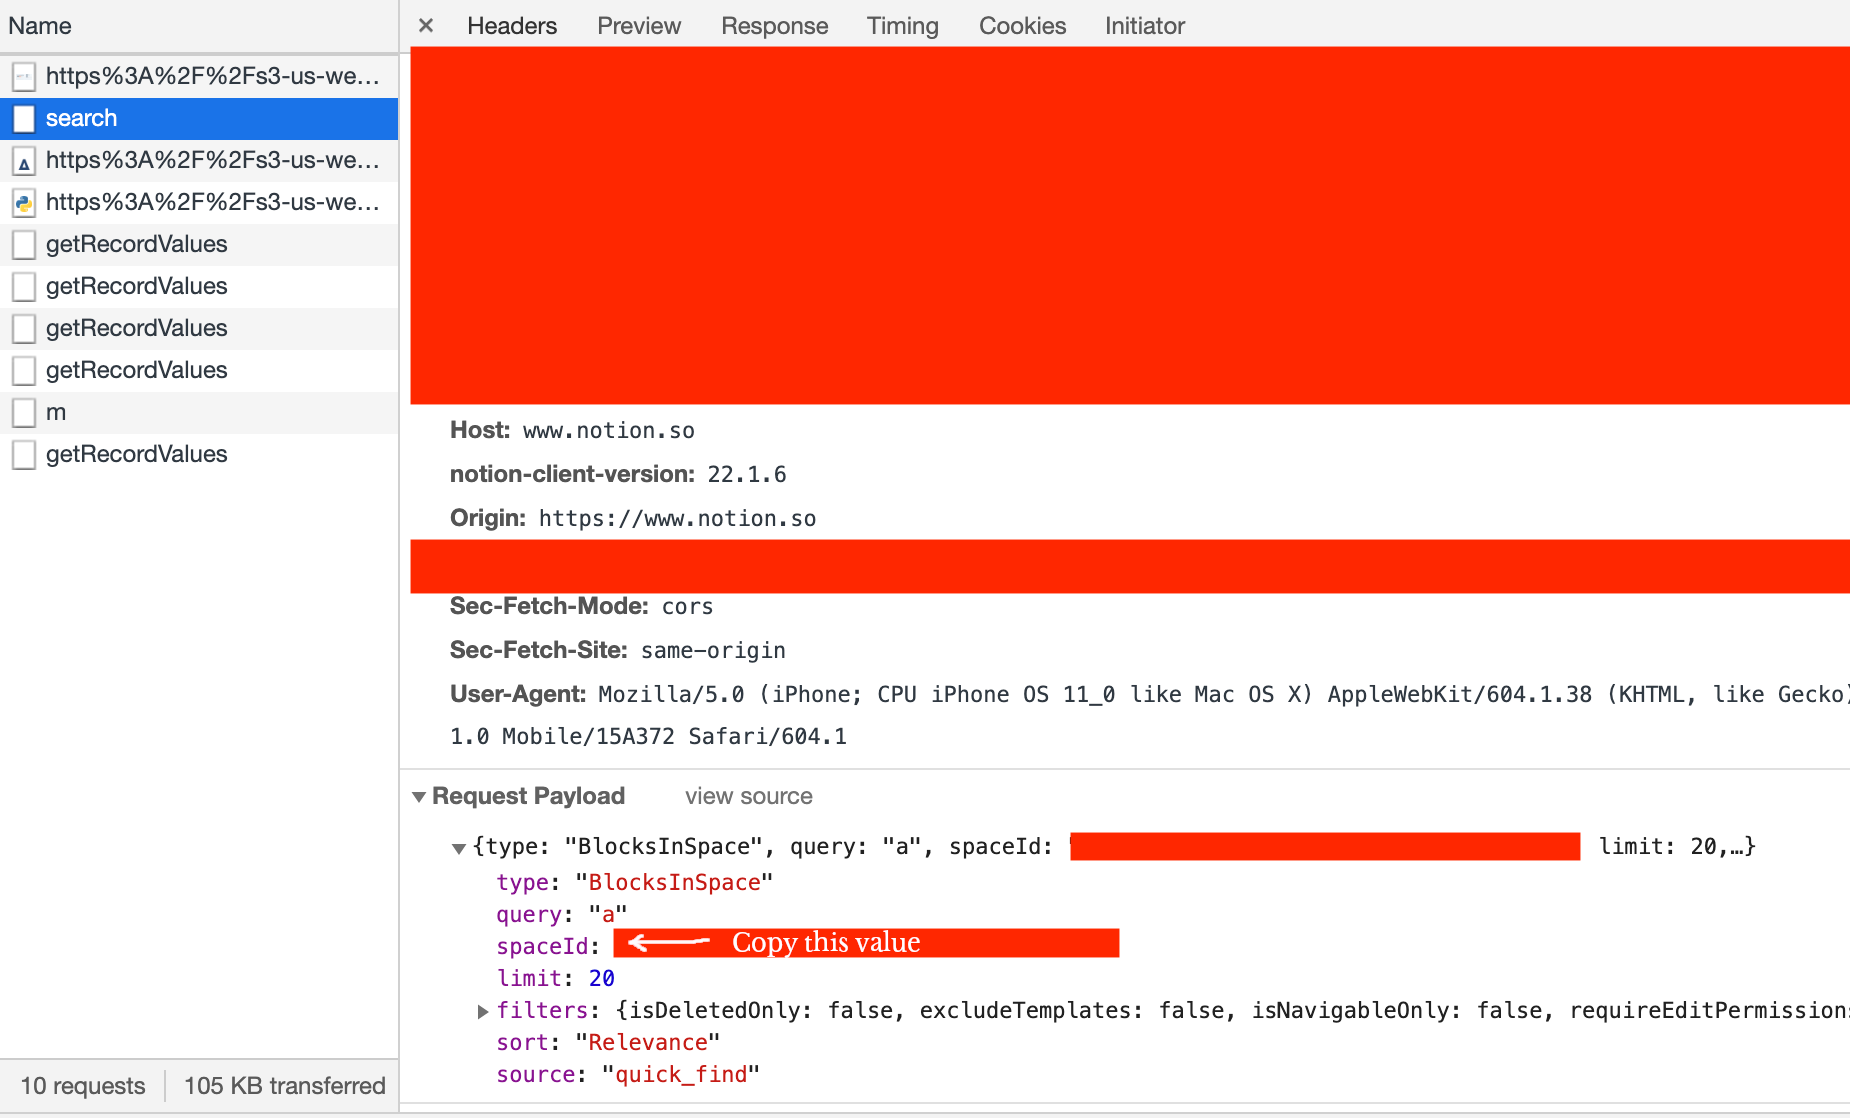 Name
× Headers Preview Response Timing Cookies Initiator
https%3A%2F%2Fs3-us-we...
search
https%3A%2F%2Fs3-us-we...
https%3A%2F%2Fs3-us-we...
getRecordValues
getRecordValues
getRecordValues
getRecordValues
m
getRecordValues
10 requests 105 KB transferred
Host: www.notion.so
notion-client-version: 22.1.6
Origin: https://www.notion.so
Sec-Fetch-Mode: cors
Sec-Fetch-Site: same-origin
User-Agent: Mozilla/5.0 (iPhone; CPU iPhone OS 11_0 like Mac OS X) AppleWebKit/604.1.38 (KHTML, like Gecko)
1.0 Mobile/15A372 Safari/604.1
Request Payload view source
{type: "BlocksInSpace", query: "a", spaceId: " limit: 20,…}
type: "BlocksInSpace"
query: "a"
spaceId: Copy this value
limit: 20
filters: {isDeletedOnly: false, excludeTemplates: false, isNavigableOnly: false, requireEditPermissions
sort: "Relevance"
source: "quick_find"